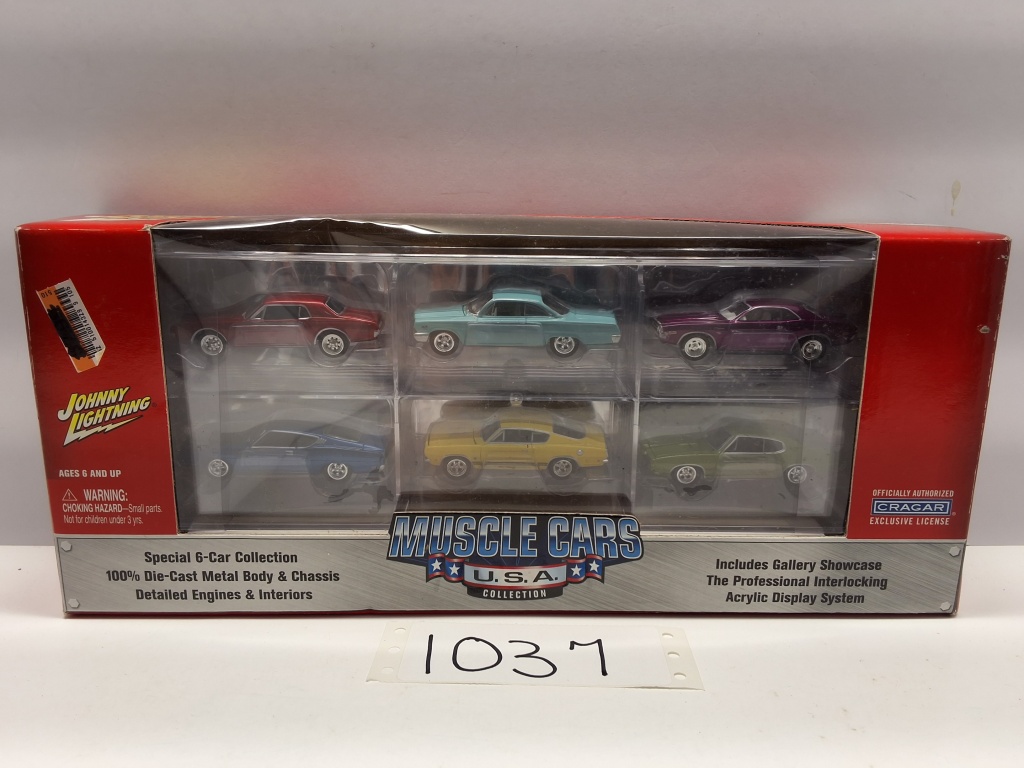 JOHNNY
LIGHTNING
AGES 6 AND UP
WARNING:
CHOKING HAZARD—Small parts.
Not for children under 3 yrs.
OFFICIALLY AUTHORIZED
CRAGAR
EXCLUSIVE LICENSE
MUSCLE CARS
U.S.A.
COLLECTION
Special 6-Car Collection
100% Die-Cast Metal Body & Chassis
Detailed Engines & Interiors
Includes Gallery Showcase
The Professional Interlocking
Acrylic Display System
1037